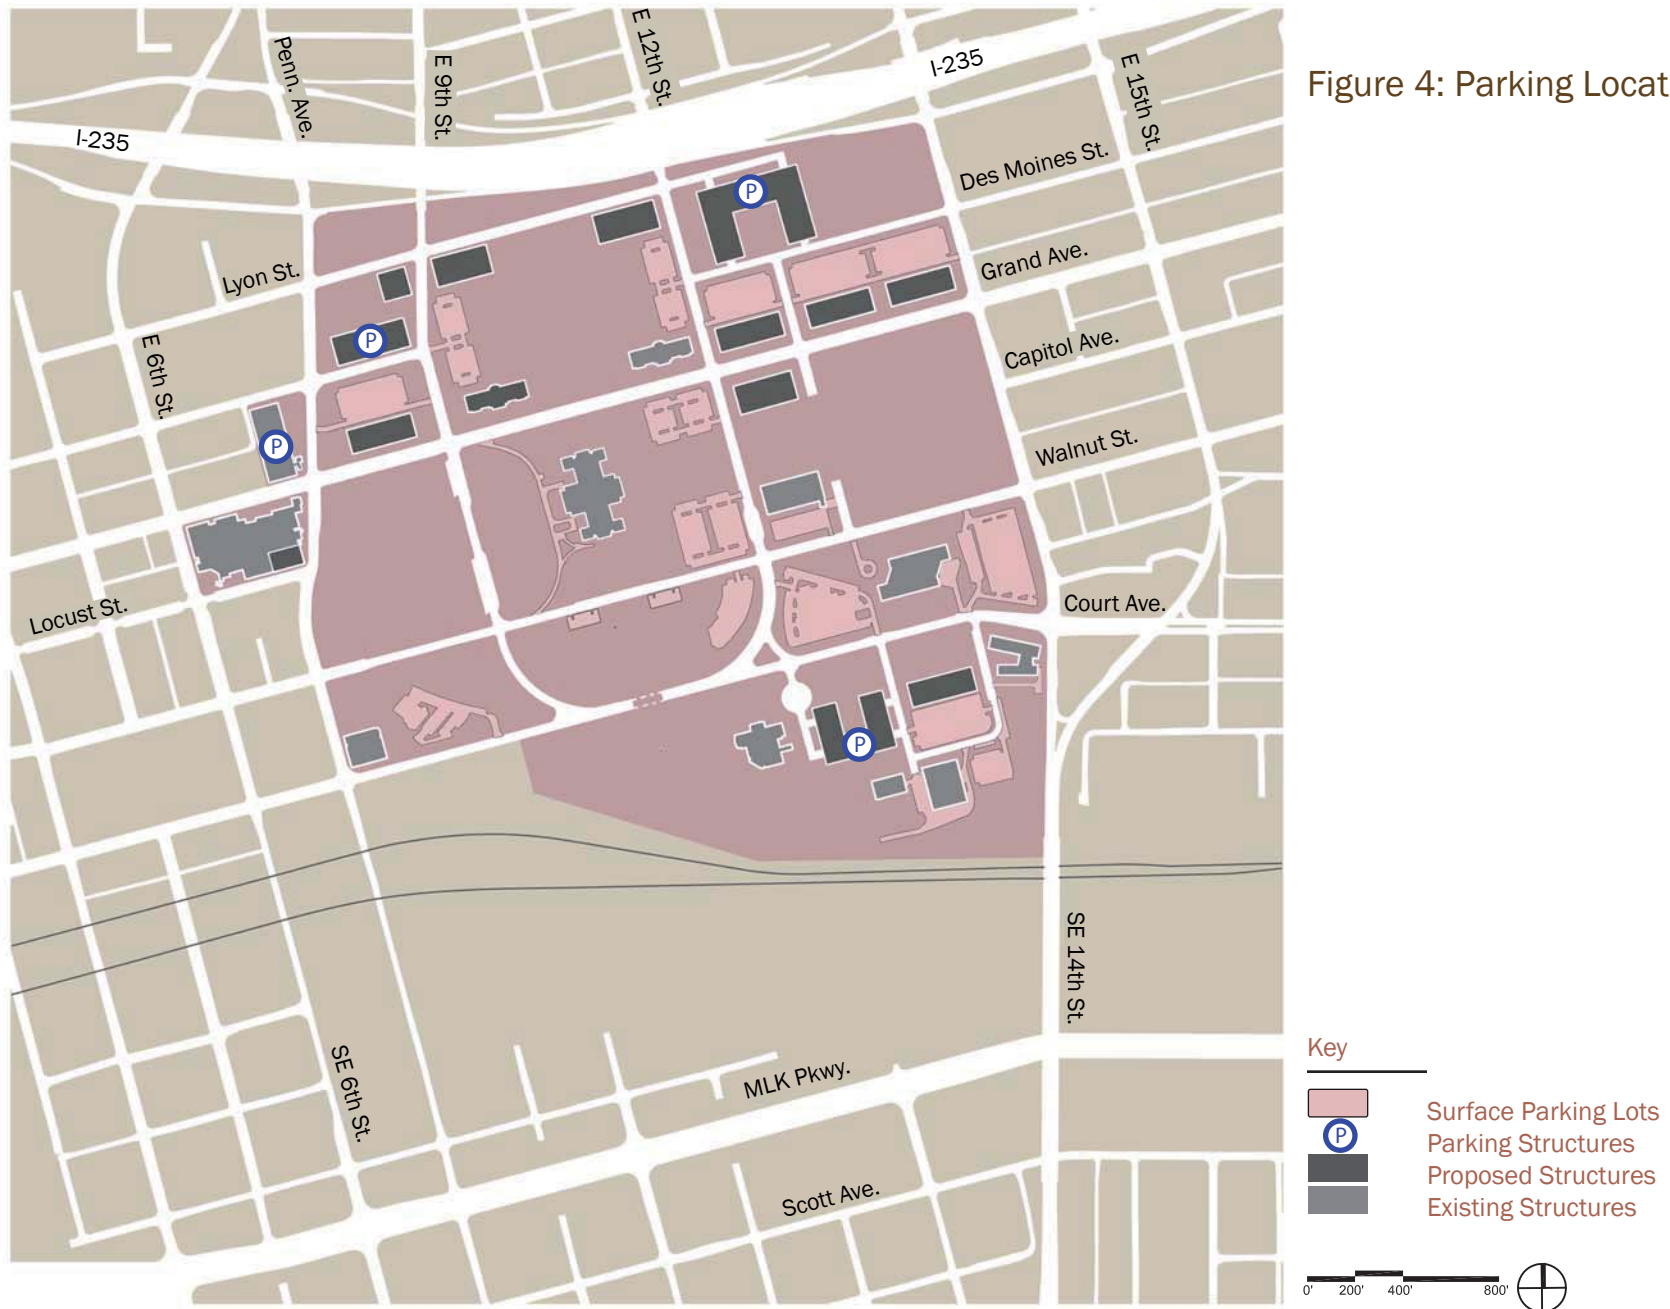 Figure 4: Parking Locat
Penn. Ave.
E 9th St.
E 12th St.
I-235
E 15th St.
I-235
Des Moines St.
Lyon St.
Grand Ave.
E 6th St.
Capitol Ave.
P
P
P
Walnut St.
Locust St.
Court Ave.
P
SE 14th St.
SE 6th St.
MLK Pkwy.
Scott Ave.
Key
Surface Parking Lots
P Parking Structures
Proposed Structures
Existing Structures
0' 200' 400' 800'